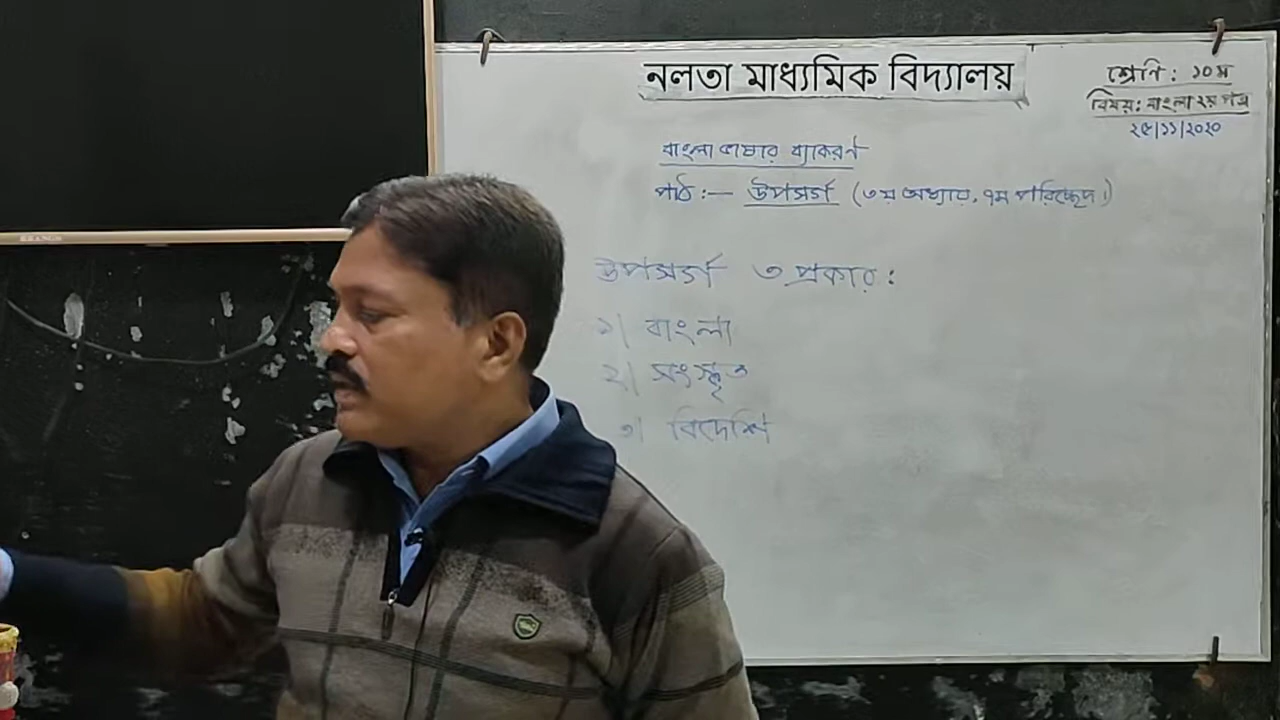 নলতা মাধ্যমিক বিদ্যালয়
শ্রেণি : ১০ম
বিষয়: বাংলা ২য় পত্র
২৫/১১/২০২০
বাংলা ভাষার ব্যাকরণ
পাঠ :— উপসর্গ (৩য় অধ্যায়, ৭ম পরিচ্ছেদ।)
উপসর্গ ৩ প্রকার :
১। বাংলা
২। সংস্কৃত
৩। বিদেশি